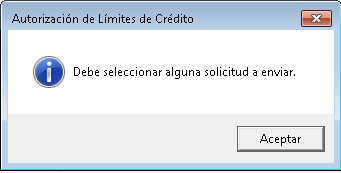 Autorización de Límites de Crédito
Debe seleccionar alguna solicitud a enviar.
Aceptar